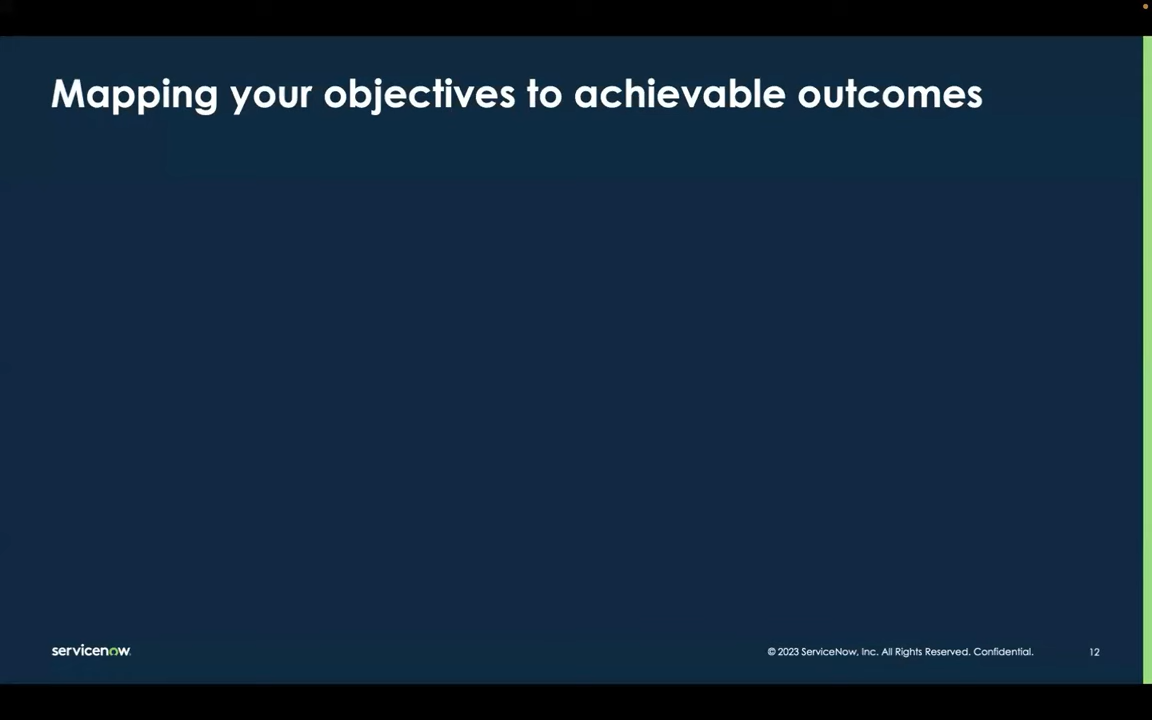 Mapping your objectives to achievable outcomes
servicenow.
© 2023 ServiceNow, Inc. All Rights Reserved. Confidential.
12